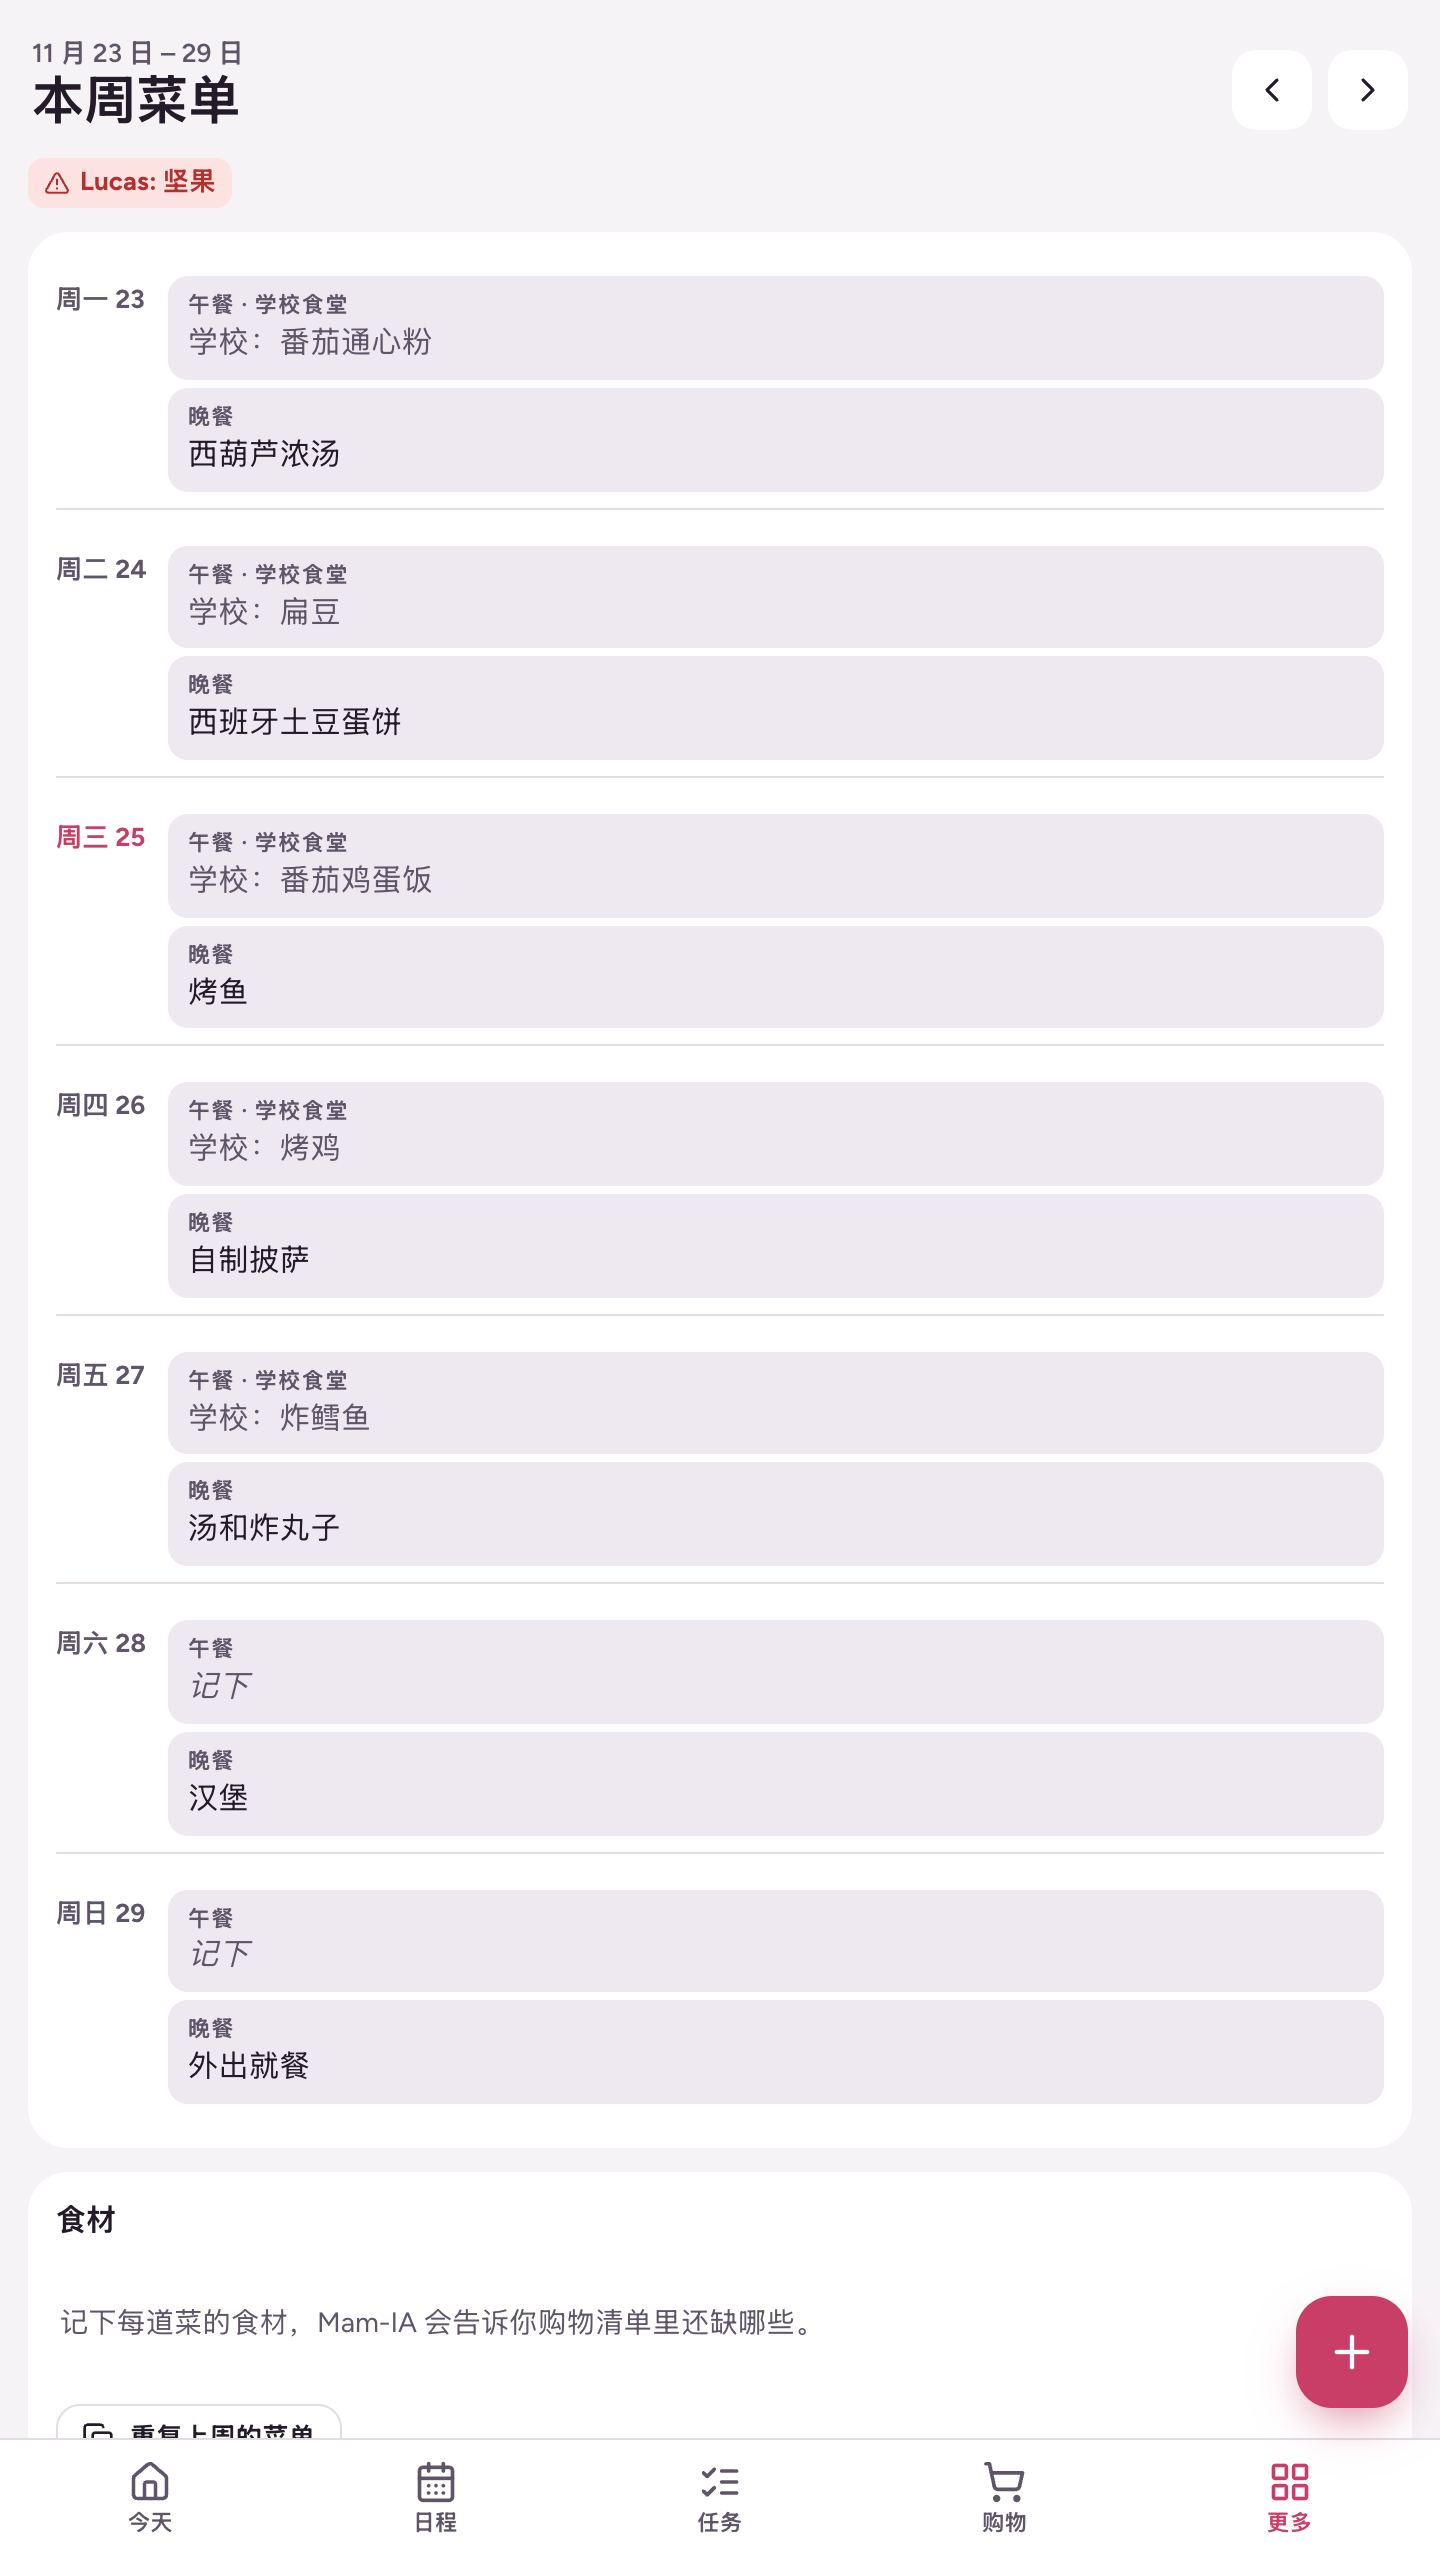 11 月 23 日 – 29 日
本周菜单
Lucas: 坚果
周一 23
午餐 · 学校食堂
学校：番茄通心粉
晚餐
西葫芦浓汤
周二 24
午餐 · 学校食堂
学校：扁豆
晚餐
西班牙土豆蛋饼
周三 25
午餐 · 学校食堂
学校：番茄鸡蛋饭
晚餐
烤鱼
周四 26
午餐 · 学校食堂
学校：烤鸡
晚餐
自制披萨
周五 27
午餐 · 学校食堂
学校：炸鳕鱼
晚餐
汤和炸丸子
周六 28
午餐
记下
晚餐
汉堡
周日 29
午餐
记下
晚餐
外出就餐
食材
记下每道菜的食材，Mam-IA 会告诉你购物清单里还缺哪些。
重复上周的菜单
今天
日程
任务
购物
更多